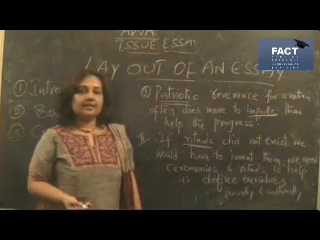 AWA
ISSUE ESSAY
FACT
LAY OUT OF AN ESSAY
① Intro
② Bo
③ C
① Patriotic reverence for a nation
often does more to impede than
help the progress.
II If rituals did not exist we
would have to invent them. We need
ceremonies & rituals to help
us define ourselves
socially & culturally